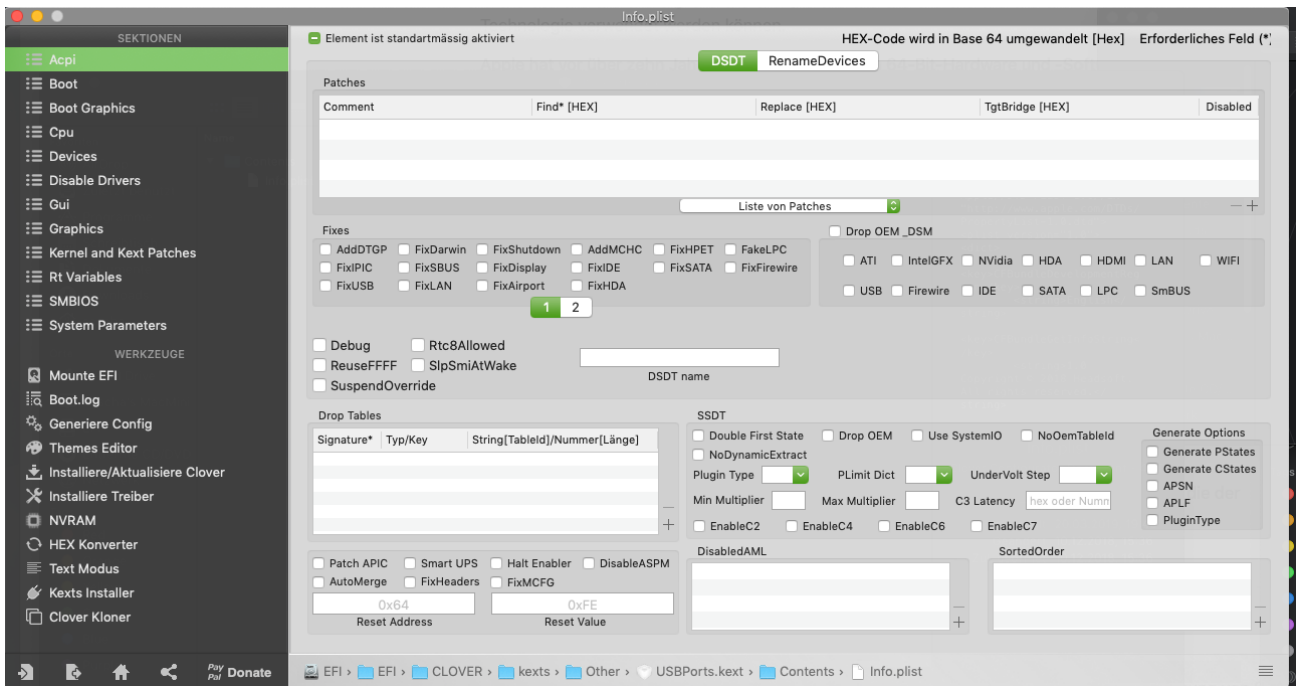 Info.plist
SEKTIONEN
Acpi
Boot
Boot Graphics
Cpu
Devices
Disable Drivers
Gui
Graphics
Kernel and Kext Patches
Rt Variables
SMBIOS
System Parameters
WERKZEUGE
Mounte EFI
Boot.log
Generiere Config
Themes Editor
Installiere/Aktualisiere Clover
Installiere Treiber
NVRAM
HEX Konverter
Text Modus
Kexts Installer
Clover Kloner
Pay Pal Donate
Element ist standartmässig aktiviert HEX-Code wird in Base 64 umgewandelt [Hex] Erforderliches Feld (*)
DSDT RenameDevices
Patches
Comment Find* [HEX] Replace [HEX] TgtBridge [HEX] Disabled
Liste von Patches
Fixes
AddDTGP FixDarwin FixShutdown AddMCHC FixHPET FakeLPC
FixIPIC FixSBUS FixDisplay FixIDE FixSATA FixFirewire
FixUSB FixLAN FixAirport FixHDA
1 2
Drop OEM _DSM
ATI IntelGFX NVidia HDA HDMI LAN WIFI
USB Firewire IDE SATA LPC SmBUS
Debug Rtc8Allowed
ReuseFFFF SlpSmiAtWake
SuspendOverride
DSDT name
Drop Tables
Signature* Typ/Key String[TableId]/Nummer[Länge]
SSDT
Double First State Drop OEM Use SystemIO NoOemTableId
NoDynamicExtract
Plugin Type PLimit Dict UnderVolt Step
Min Multiplier Max Multiplier C3 Latency hex oder Numm
EnableC2 EnableC4 EnableC6 EnableC7
Generate Options
Generate PStates
Generate CStates
APSN
APLF
PluginType
Patch APIC Smart UPS Halt Enabler DisableASPM
AutoMerge FixHeaders FixMCFG
0x64 0xFE
Reset Address Reset Value
DisabledAML SortedOrder
EFI › EFI › CLOVER › kexts › Other › USBPorts.kext › Contents › Info.plist